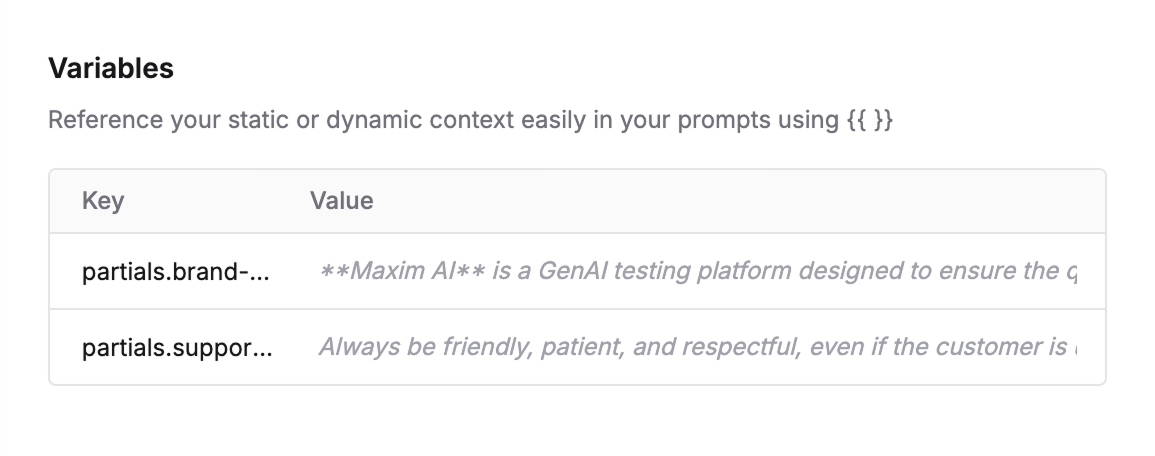 Variables
Reference your static or dynamic context easily in your prompts using {{ }}
Key Value
partials.brand-... **Maxim AI** is a GenAI testing platform designed to ensure the
partials.suppor... Always be friendly, patient, and respectful, even if the customer is